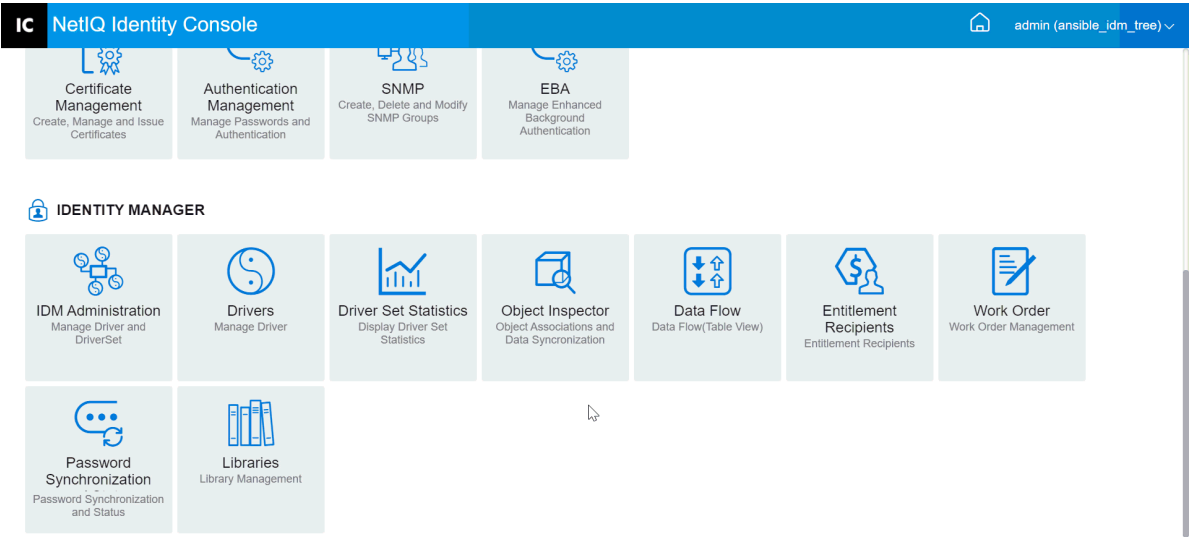 IC NetIQ Identity Console admin (ansible_idm_tree)
Certificate Management
Create, Manage and Issue Certificates
Authentication Management
Manage Passwords and Authentication
SNMP
Create, Delete and Modify SNMP Groups
EBA
Manage Enhanced Background Authentication
IDENTITY MANAGER
IDM Administration
Manage Driver and DriverSet
Drivers
Manage Driver
Driver Set Statistics
Display Driver Set Statistics
Object Inspector
Object Associations and Data Syncronization
Data Flow
Data Flow(Table View)
Entitlement Recipients
Entitlement Recipients
Work Order
Work Order Management
Password Synchronization
Password Synchronization and Status
Libraries
Library Management